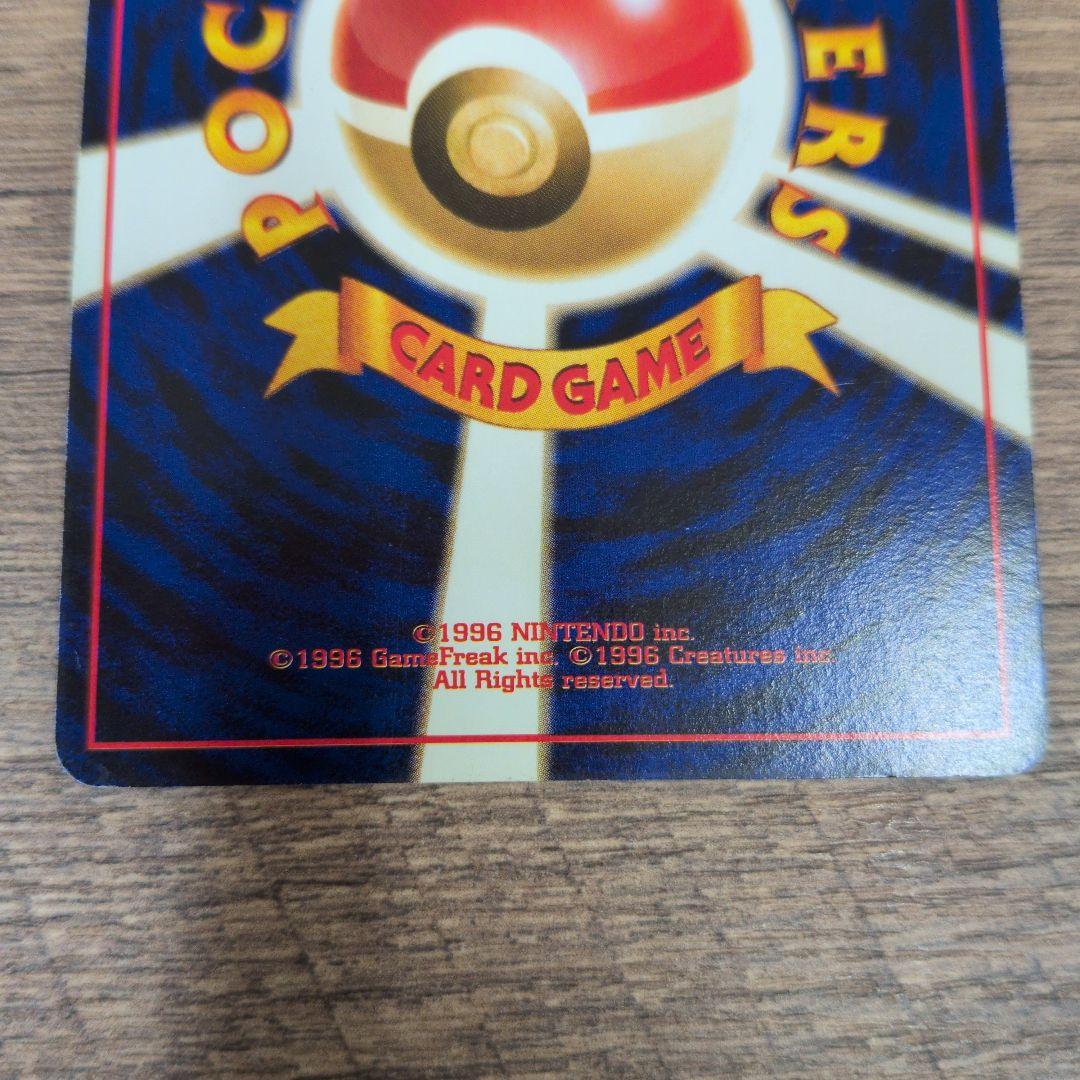 POC
ERS
CARD GAME
©1996 NINTENDO inc.
©1996 GameFreak inc. ©1996 Creatures inc.
All Rights reserved.